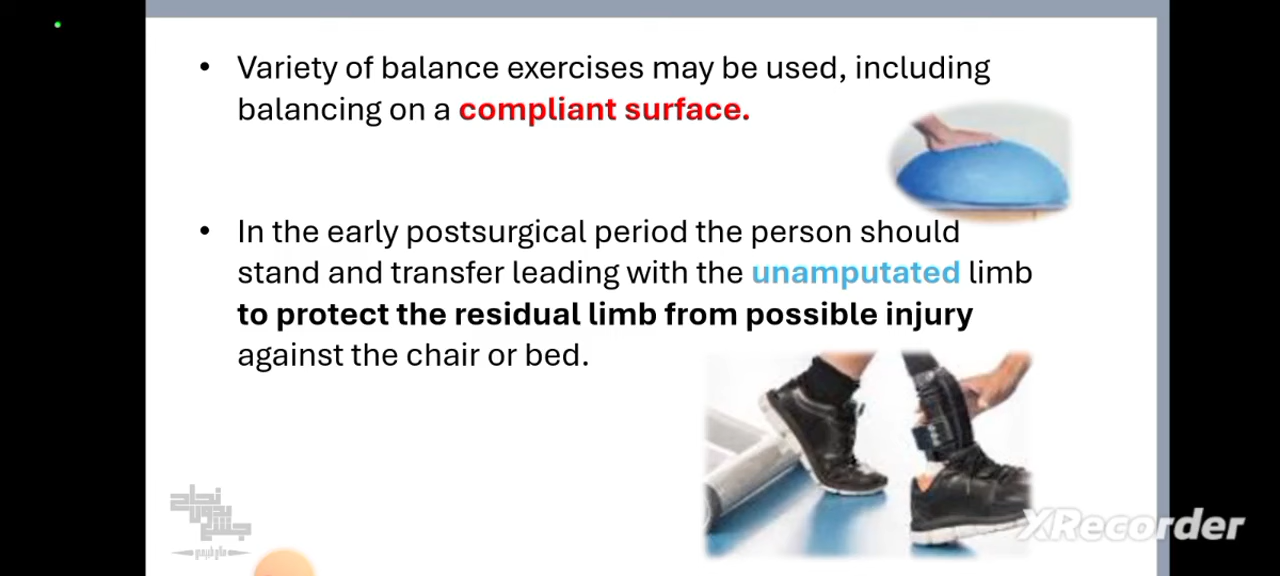 • Variety of balance exercises may be used, including
balancing on a compliant surface.
• In the early postsurgical period the person should
stand and transfer leading with the unamputated limb
to protect the residual limb from possible injury
against the chair or bed.
XRecorder